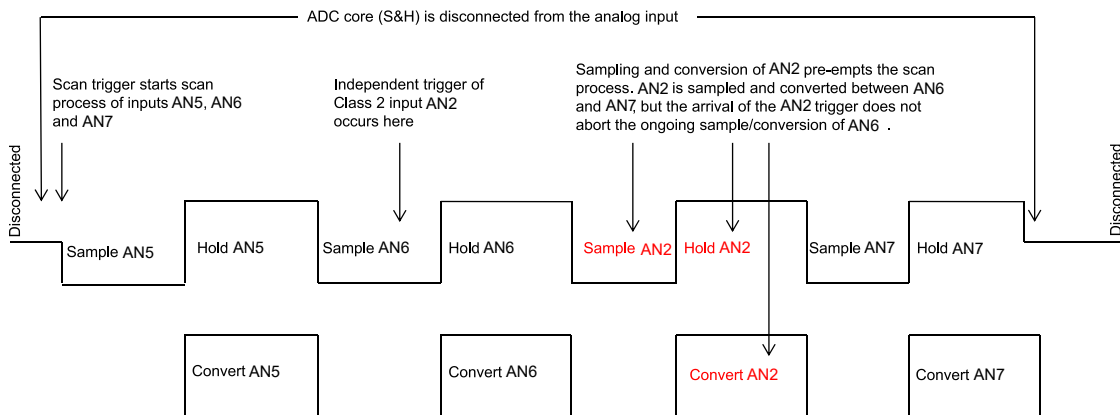 ADC core (S&H) is disconnected from the analog input
Scan trigger starts scan
process of inputs AN5, AN6
and AN7
Independent trigger of
Class 2 input AN2
occurs here
Sampling and conversion of AN2 pre-empts the scan
process. AN2 is sampled and converted between AN6
and AN7, but the arrival of the AN2 trigger does not
abort the ongoing sample/conversion of AN6 .
Disconnected
Sample AN5
Hold AN5
Sample AN6
Hold AN6
Sample AN2
Hold AN2
Sample AN7
Hold AN7
Disconnected
Convert AN5
Convert AN6
Convert AN2
Convert AN7